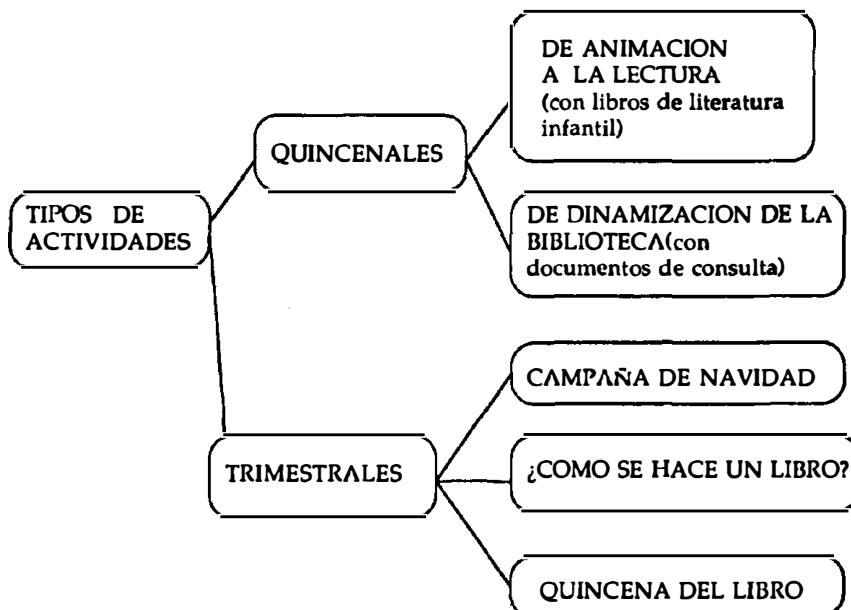 DE ANIMACION
A LA LECTURA
(con libros de literatura
infantil)
QUINCENALES
TIPOS DE
ACTIVIDADES
DE DINAMIZACION DE LA
BIBLIOTECA(con
documentos de consulta)
CAMPAÑA DE NAVIDAD
TRIMESTRALES
¿COMO SE HACE UN LIBRO?
QUINCENA DEL LIBRO